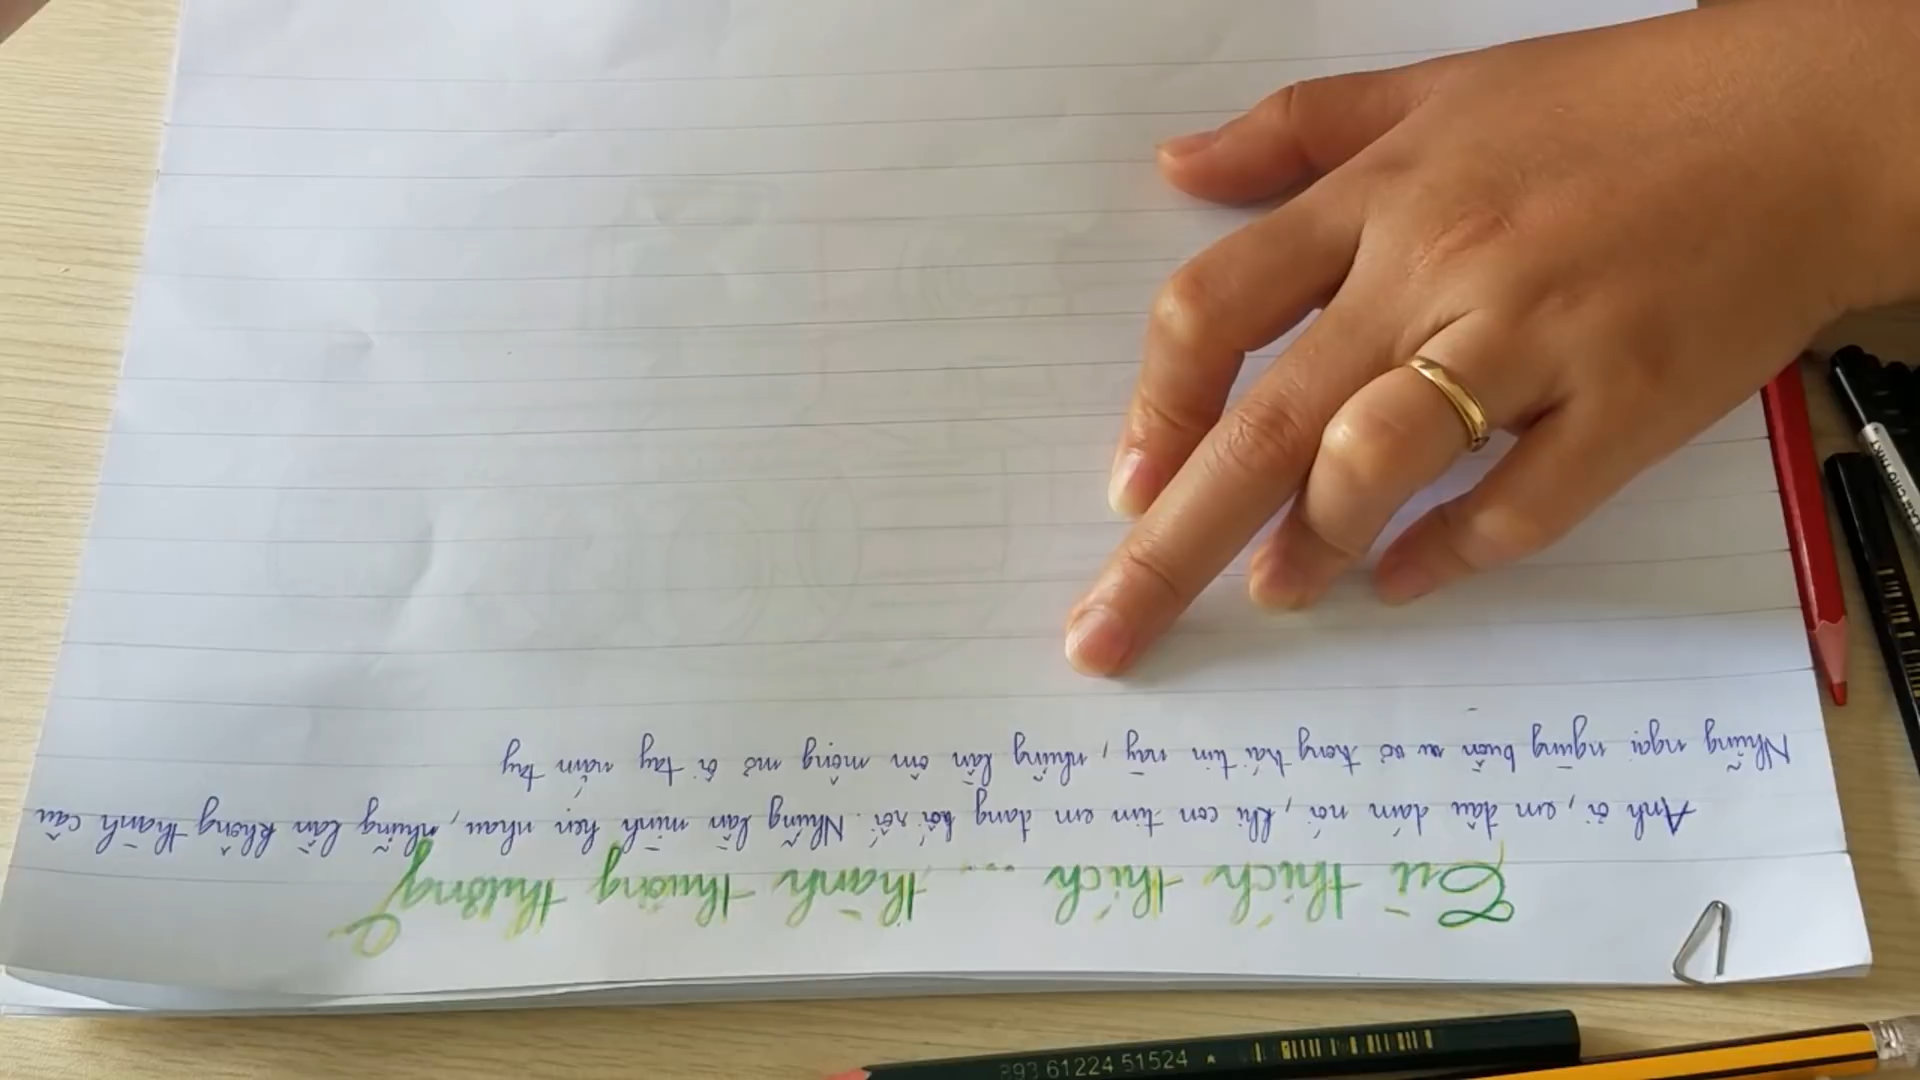 Từ thích thích ... thành thương thương
Anh ơi, em đâu dám nói, khi con tim em đang bối rối. Những lần mình hẹn nhau, những lần không thành câu
Những ngại ngùng buồn vu vơ trong trái tim này, những lần ôm mộng mơ ôi tay nắm tay
893 61224 51524